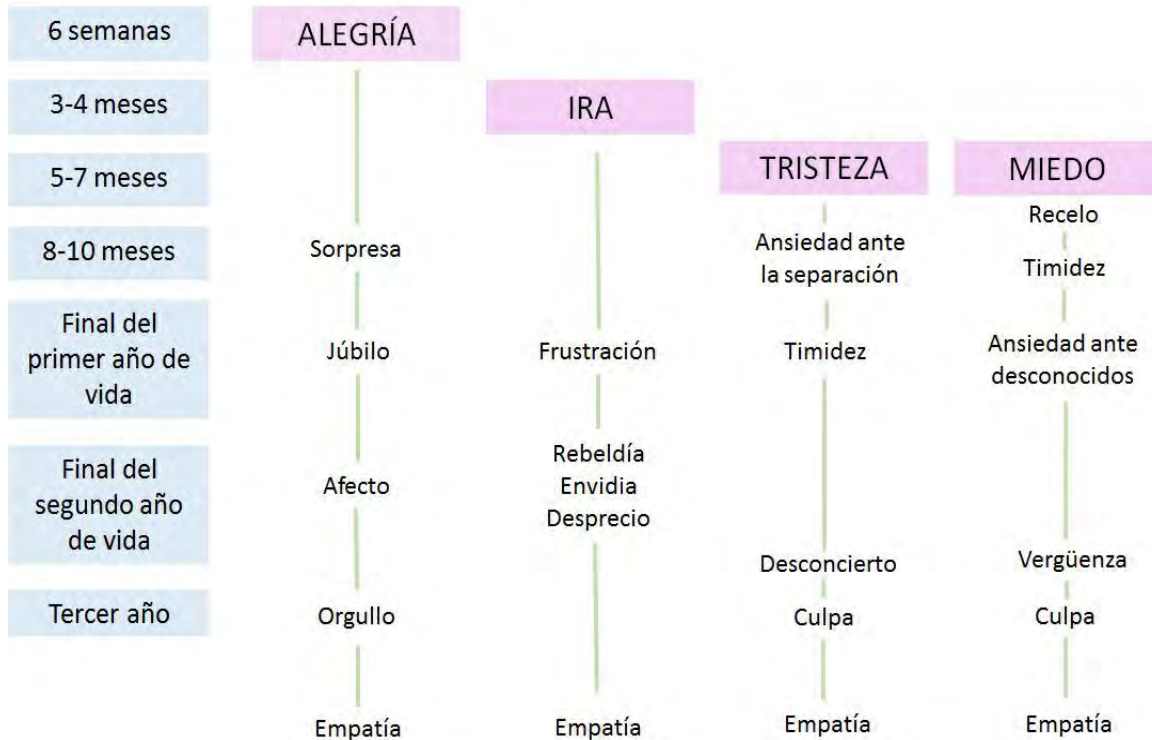 6 semanas
ALEGRÍA
3-4 meses
IRA
5-7 meses
TRISTEZA
MIEDO
Recelo
8-10 meses
Sorpresa
Ansiedad ante
la separación
Timidez
Final del
primer año de
vida
Júbilo
Frustración
Timidez
Ansiedad ante
desconocidos
Final del
segundo año
de vida
Afecto
Rebeldía
Envidia
Desprecio
Desconcierto
Vergüenza
Tercer año
Orgullo
Culpa
Culpa
Empatía
Empatía
Empatía
Empatía